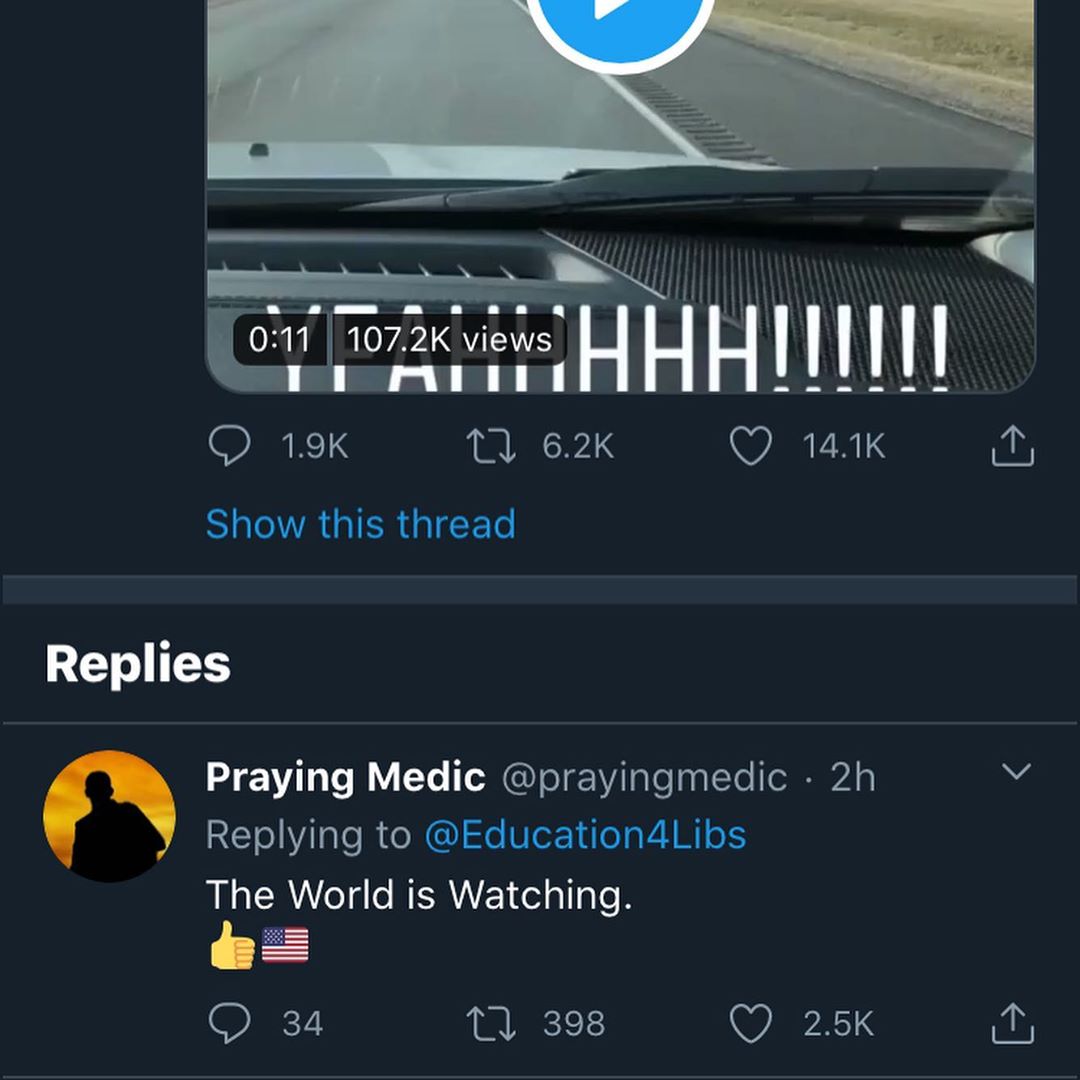 YEAHHHHH!!!!!!
0:11 107.2K views
1.9K 6.2K 14.1K
Show this thread
Replies
Praying Medic @prayingmedic · 2h
Replying to @Education4Libs
The World is Watching.
👍🇺🇸
34 398 2.5K